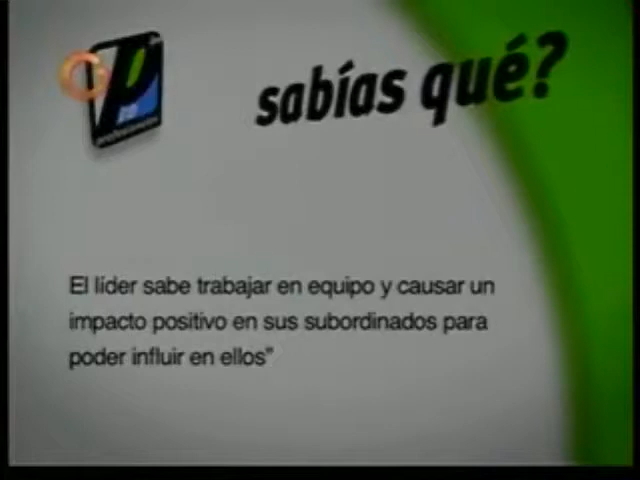 sabías qué?
El líder sabe trabajar en equipo y causar un
impacto positivo en sus subordinados para
poder influir en ellos"